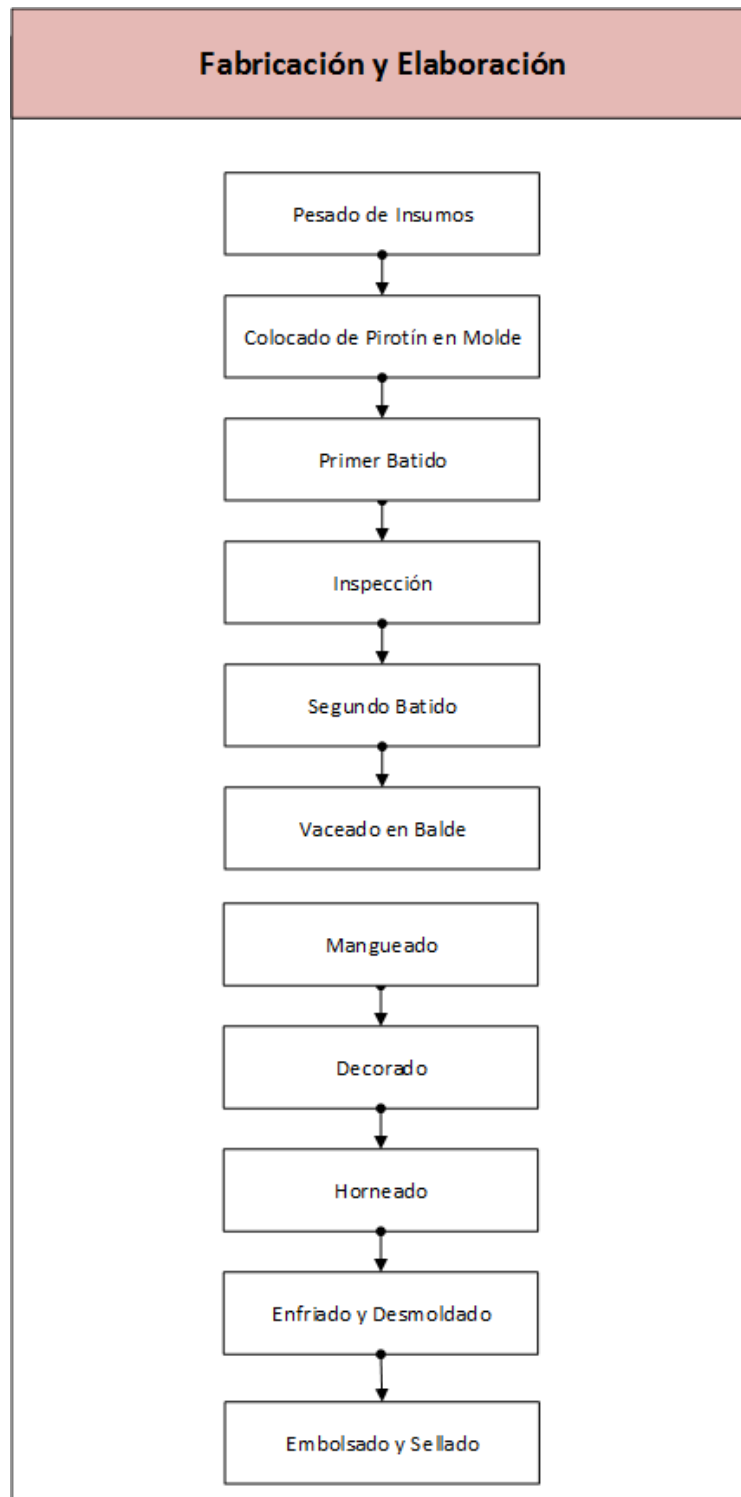 Fabricación y Elaboración
Pesado de Insumos
Colocado de Pirotín en Molde
Primer Batido
Inspección
Segundo Batido
Vaceado en Balde
Mangueado
Decorado
Horneado
Enfriado y Desmoldado
Embolsado y Sellado